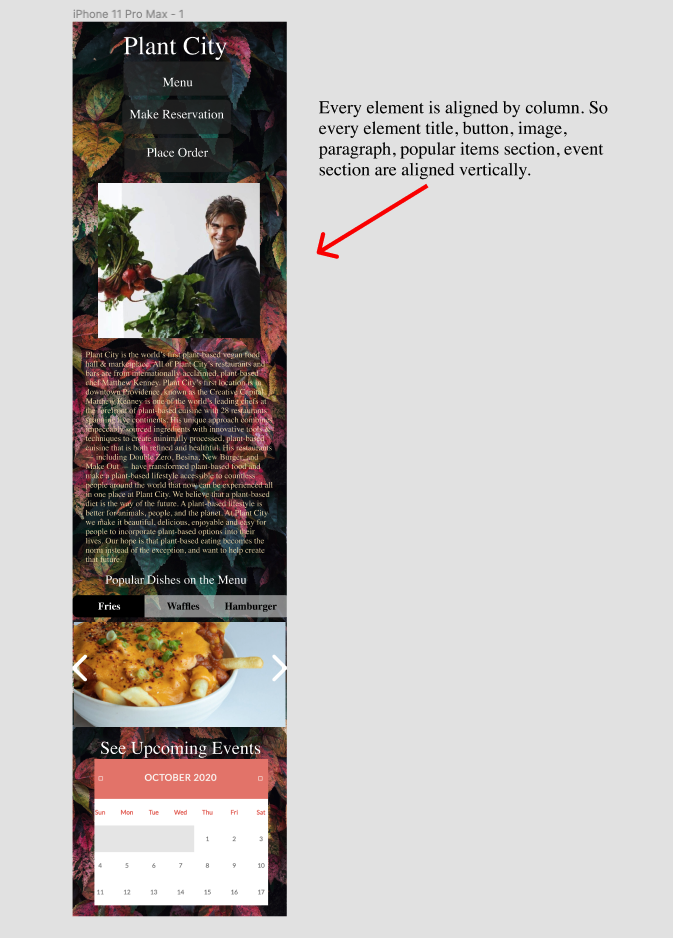 iPhone 11 Pro Max - 1
Plant City
Menu
Make Reservation
Place Order
Every element is aligned by column. So
every element title, button, image,
paragraph, popular items section, event
section are aligned vertically.
Plant City is the world's first plant-based vegan food
hall & marketplace. All of Plant City's restaurants and
bars are from internationally-acclaimed, plant-based
chef Matthew Kenney. Plant City's first location is in
downtown Providence, known as the Creative Capital.
Matthew Kenney is one of the world's leading chefs at
the forefront of plant-based cuisine with 28 restaurants
spanning five continents. His unique approach combines
impeccably sourced ingredients with innovative tools &
techniques to create minimally processed, plant-based
cuisine that is both refined and healthful. His restaurants
— including Double Zero, Besina, New Burger, and
Make Out — have transformed plant-based food and
make a plant-based lifestyle accessible to countless
people around the world that now can be experienced all
in one place at Plant City. We believe that a plant-based
diet is the way of the future. A plant-based lifestyle is
better for animals, people, and the planet. At Plant City
we make it beautiful, delicious, enjoyable and easy for
people to incorporate plant-based options into their
lives. Our hope is that plant-based eating becomes the
norm instead of the exception, and want to help create
that future.
Popular Dishes on the Menu
Fries Waffles Hamburger
See Upcoming Events
OCTOBER 2020
Sun Mon Tue Wed Thu Fri Sat
1 2 3
4 5 6 7 8 9 10
11 12 13 14 15 16 17